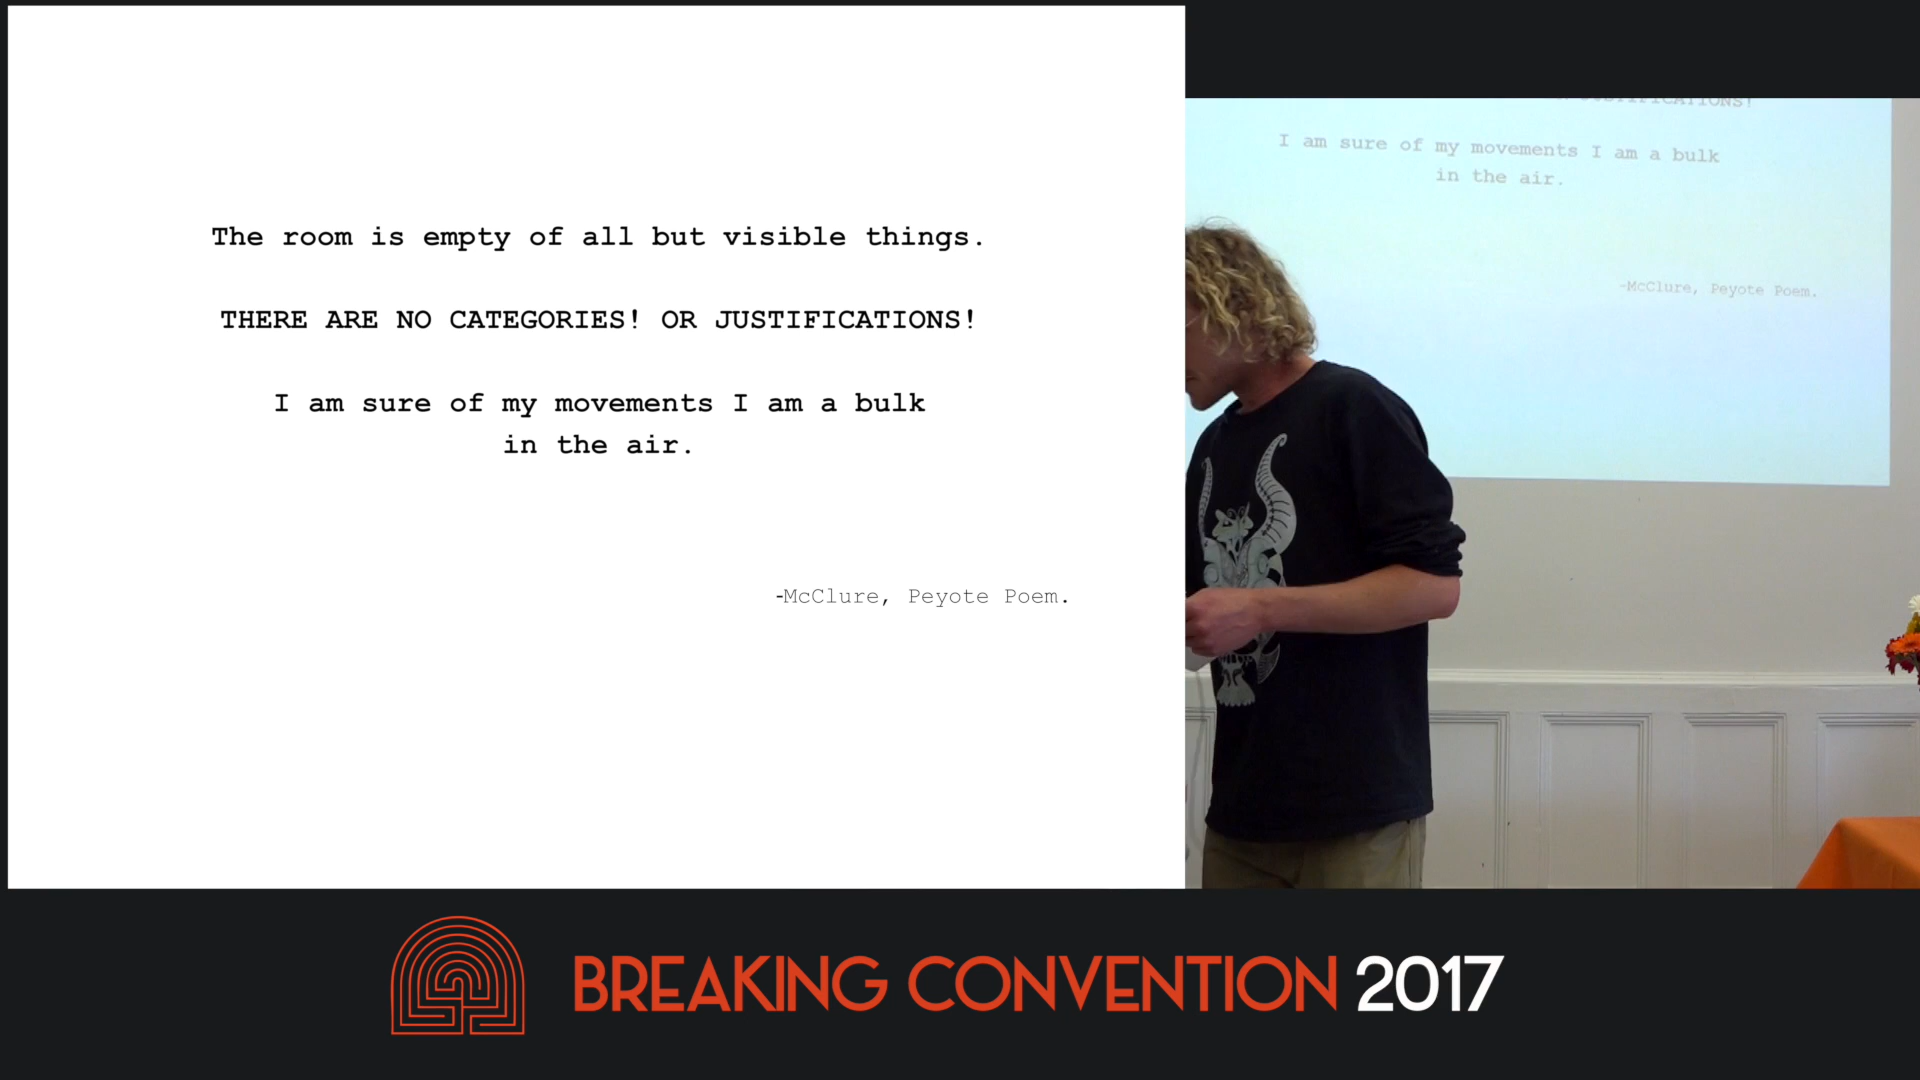 The room is empty of all but visible things.
THERE ARE NO CATEGORIES! OR JUSTIFICATIONS!
I am sure of my movements I am a bulk
in the air.
-McClure, Peyote Poem.
JUSTIFICATIONS!
I am sure of my movements I am a bulk
in the air.
-McClure, Peyote Poem.
BREAKING CONVENTION 2017